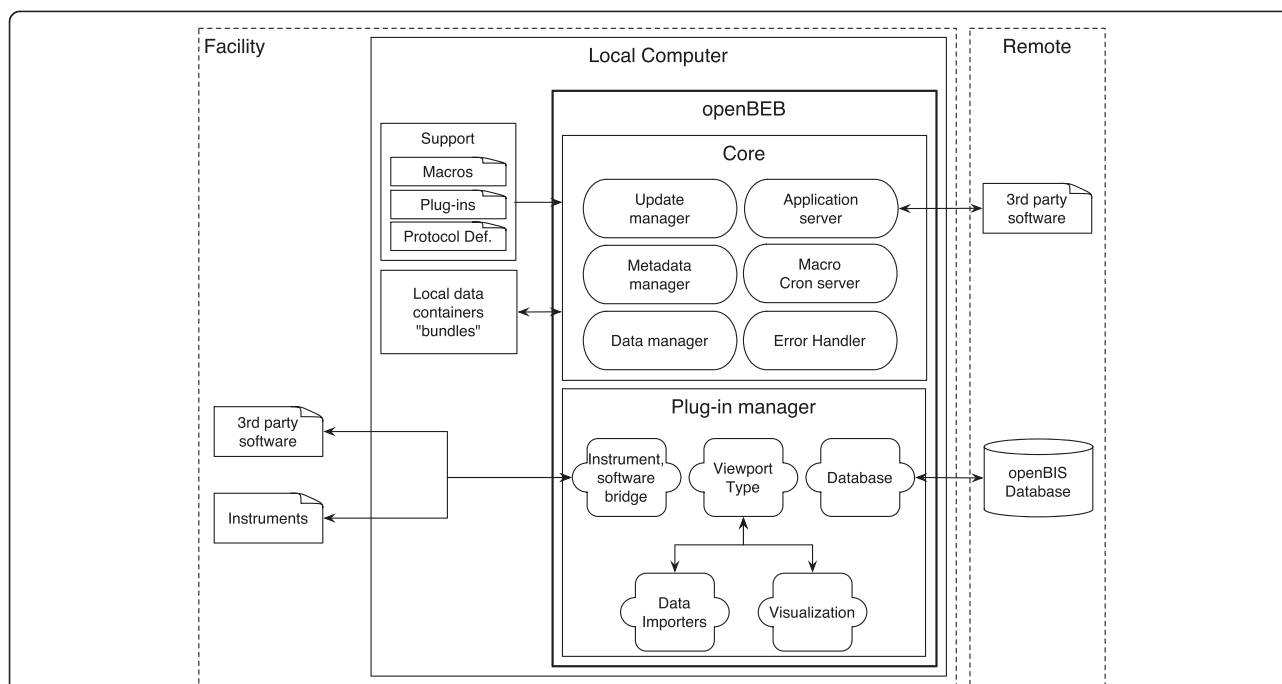 Facility
Local Computer
Remote
openBEB
Support
Macros
Plug-ins
Protocol Def.
Core
Update
manager
Application
server
3rd party
software
Metadata
manager
Macro
Cron server
Local data
containers
"bundles"
Data manager
Error Handler
Plug-in manager
3rd party
software
Instruments
Instrument,
software
bridge
Viewport
Type
Database
openBIS
Database
Data
Importers
Visualization